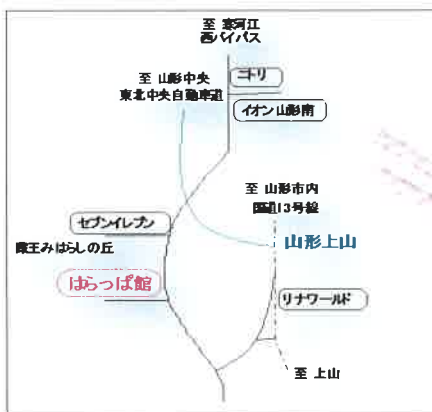 至 寒河江
西バイパス
至 山形中央
東北中央自動車道
ニトリ
イオン山形南
至 山形市内
国道13号線
セブンイレブン
蔵王みはらしの丘
山形上山
はらっぱ館
リナワールド
至 上山